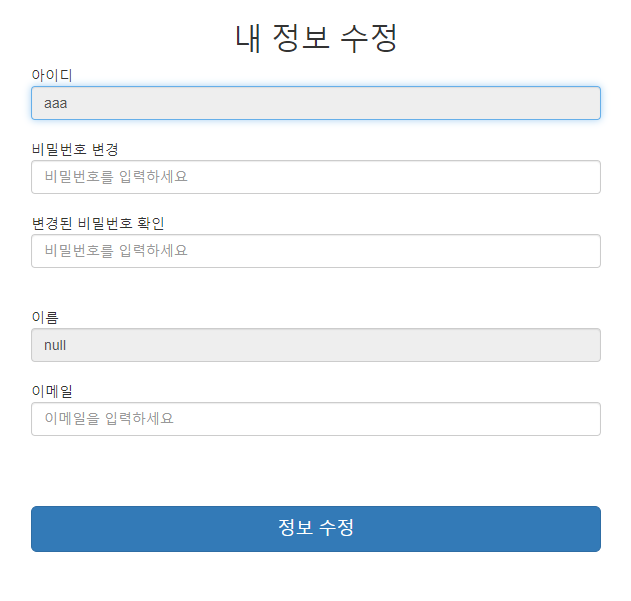 내 정보 수정
아이디
aaa
비밀번호 변경
비밀번호를 입력하세요
변경된 비밀번호 확인
비밀번호를 입력하세요
이름
null
이메일
이메일을 입력하세요
정보 수정